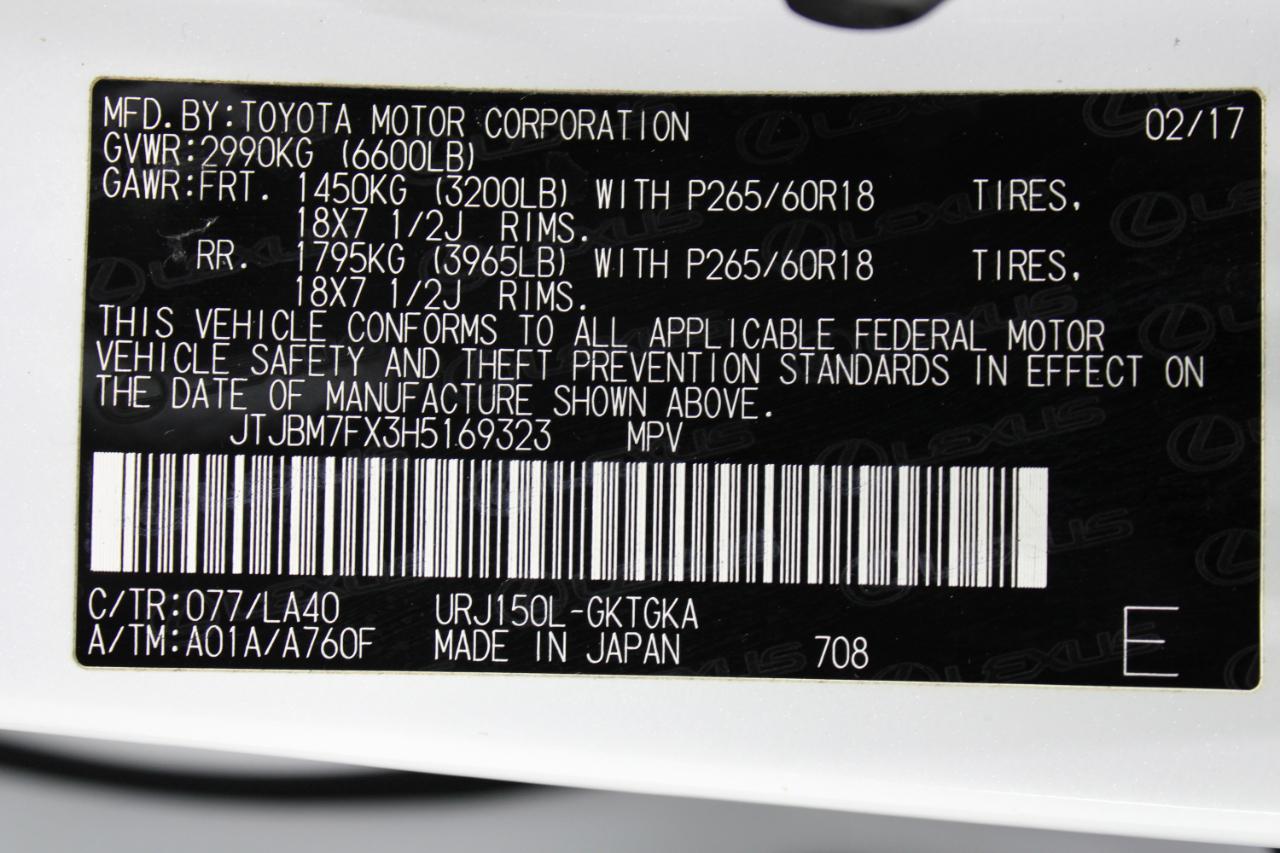 MFD. BY: TOYOTA MOTOR CORPORATION 02/17
GVWR: 2990KG (6600LB)
GAWR: FRT. 1450KG (3200LB) WITH P265/60R18 TIRES,
18X7 1/2J RIMS.
RR. 1795KG (3965LB) WITH P265/60R18 TIRES,
18X7 1/2J RIMS.
THIS VEHICLE CONFORMS TO ALL APPLICABLE FEDERAL MOTOR
VEHICLE SAFETY AND THEFT PREVENTION STANDARDS IN EFFECT ON
THE DATE OF MANUFACTURE SHOWN ABOVE.
JTJBM7FX3H5169323 MPV
C/TR: 077/LA40 URJ150L-GKTGKA
A/TM: A01A/A760F MADE IN JAPAN 708 E